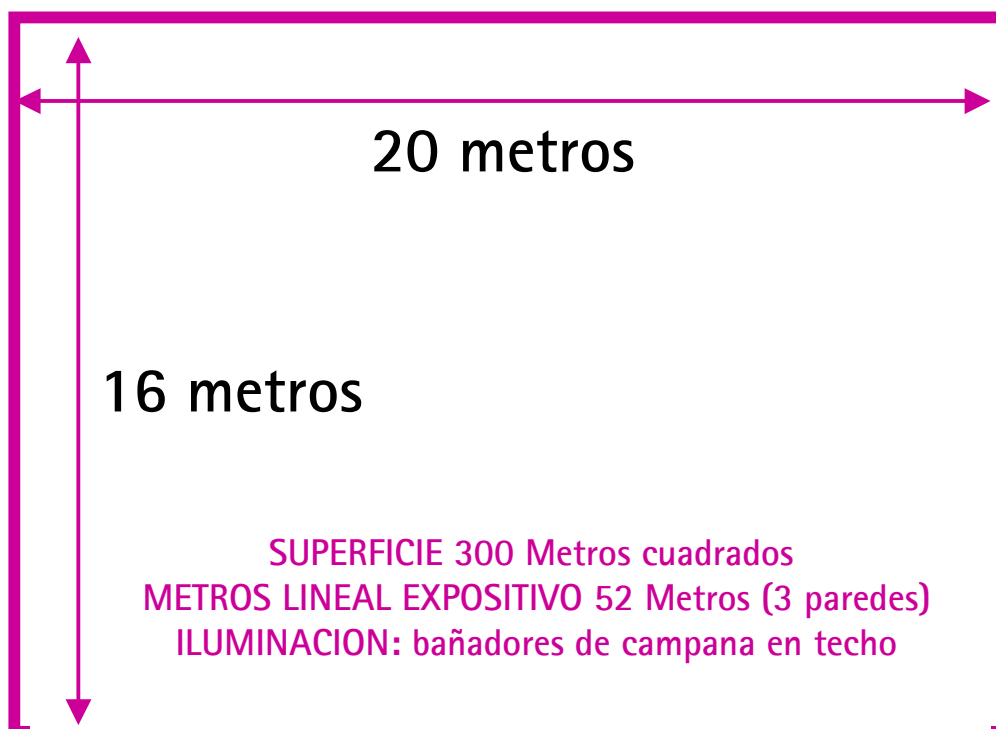 20 metros
16 metros
SUPERFICIE 300 Metros cuadrados
METROS LINEAL EXPOSITIVO 52 Metros (3 paredes)
ILUMINACION: bañadores de campana en techo